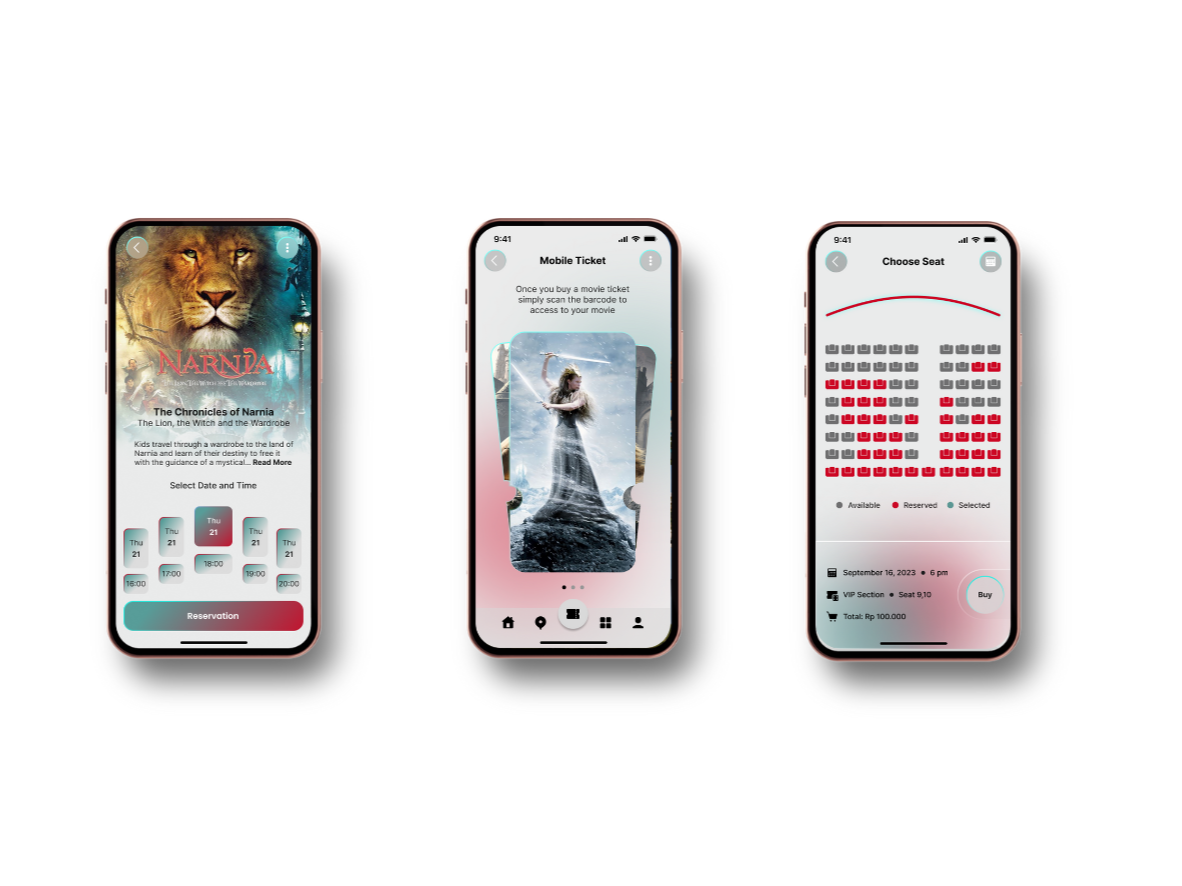 NARNIA
THE LION, THE WITCH AND THE WARDROBE
The Chronicles of Narnia
The Lion, the Witch and the Wardrobe
Kids travel through a wardrobe to the land of
Narnia and learn of their destiny to free it
with the guidance of a mystical... Read More
Select Date and Time
Thu
21
Thu
21
Thu
21
Thu
21
Thu
21
16:00
17:00
18:00
19:00
20:00
Reservation
9:41
Mobile Ticket
Once you buy a movie ticket
simply scan the barcode to
access to your movie
9:41
Choose Seat
Available
Reserved
Selected
September 16, 2023 • 6 pm
VIP Section • Seat 9,10
Total: Rp 100.000
Buy